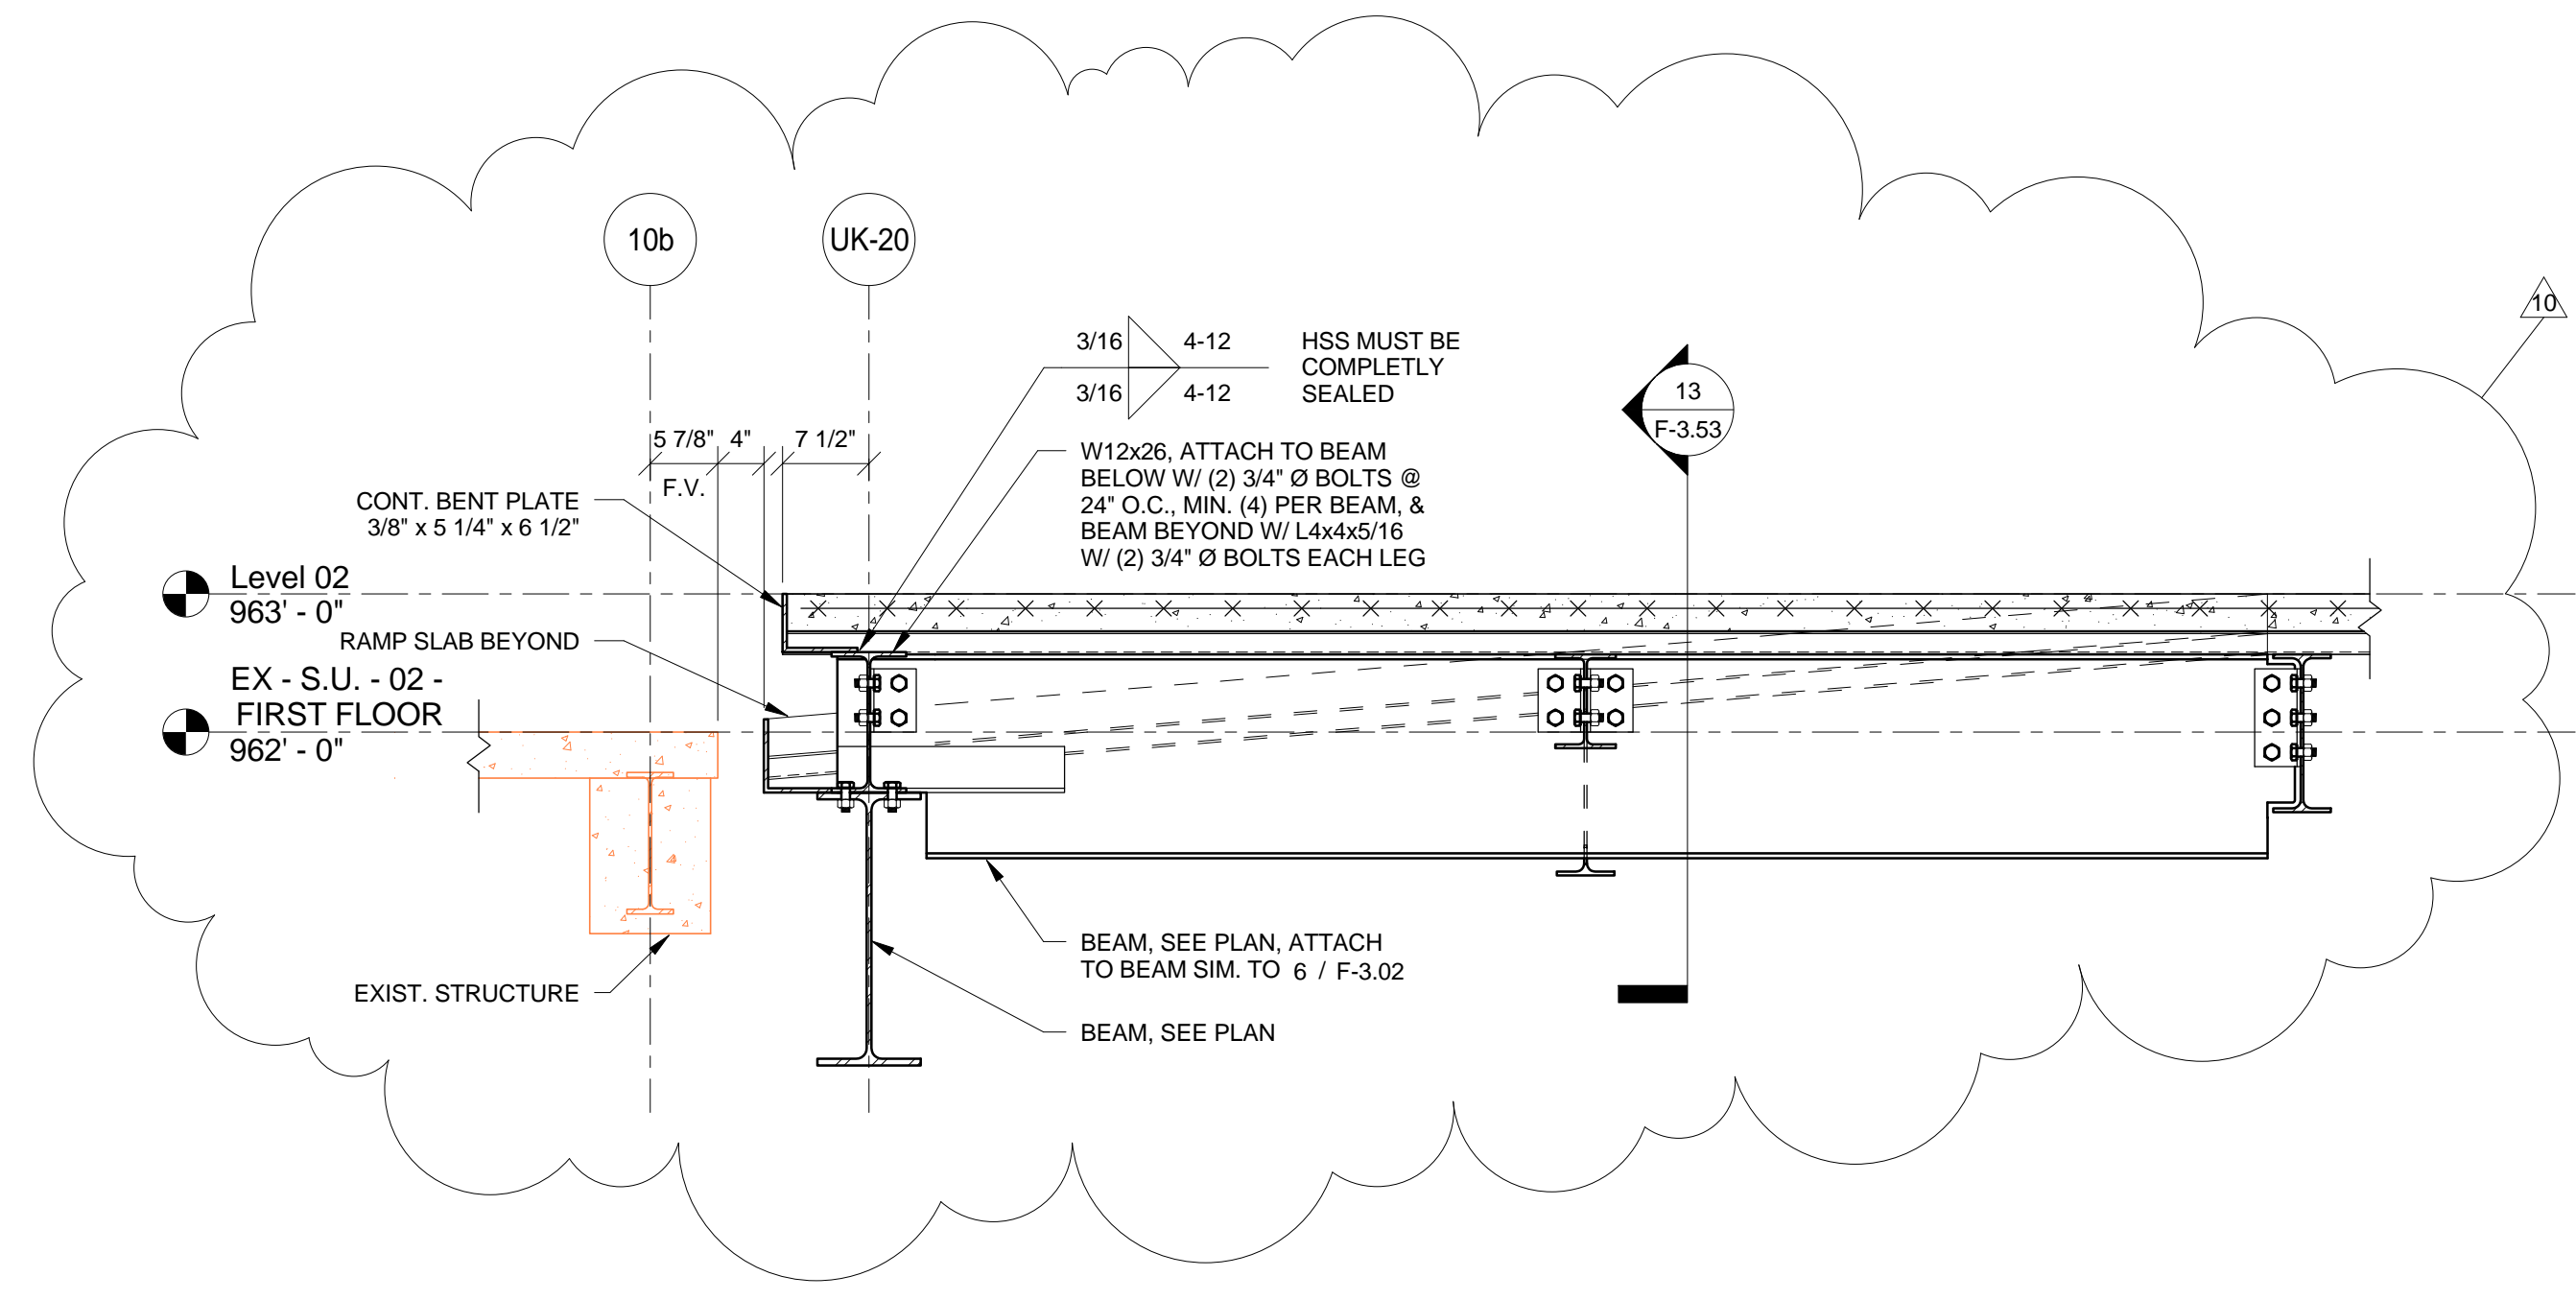 10b
UK-20
10
3/16
4-12
3/16
4-12
HSS MUST BE
COMPLETLY
SEALED
13
F-3.53
5 7/8"
4"
7 1/2"
F.V.
W12x26, ATTACH TO BEAM
BELOW W/ (2) 3/4" Ø BOLTS @
24" O.C., MIN. (4) PER BEAM, &
BEAM BEYOND W/ L4x4x5/16
W/ (2) 3/4" Ø BOLTS EACH LEG
CONT. BENT PLATE
3/8" x 5 1/4" x 6 1/2"
Level 02
963' - 0"
RAMP SLAB BEYOND
EX - S.U. - 02 -
FIRST FLOOR
962' - 0"
BEAM, SEE PLAN, ATTACH
TO BEAM SIM. TO 6 / F-3.02
EXIST. STRUCTURE
BEAM, SEE PLAN